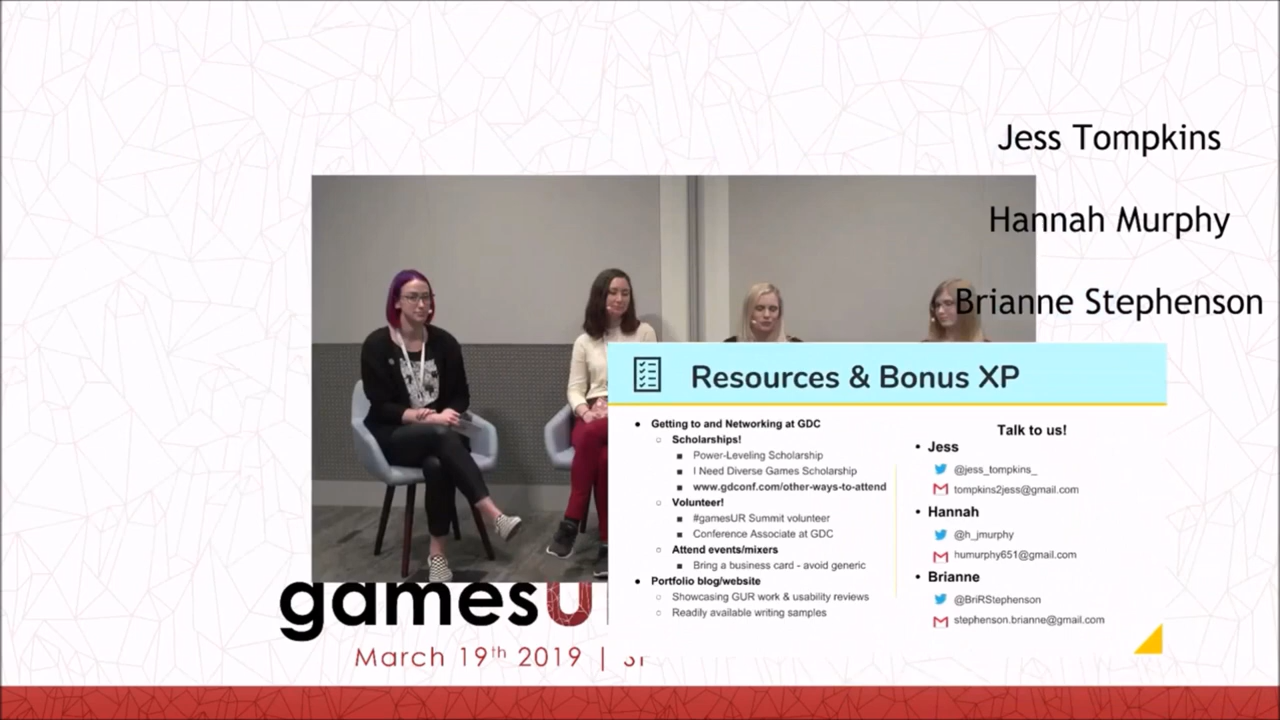 Jess Tompkins
Hannah Murphy
Brianne Stephenson
Resources & Bonus XP
Getting to and Networking at GDC
Scholarships!
Power-Leveling Scholarship
I Need Diverse Games Scholarship
www.gdconf.com/other-ways-to-attend
Volunteer!
#gamesUR Summit volunteer
Conference Associate at GDC
Attend events/mixers
Bring a business card - avoid generic
Portfolio blog/website
Showcasing GUR work & usability reviews
Readily available writing samples
Talk to us!
Jess
@jess_tompkins_
tompkins2jess@gmail.com
Hannah
@h_jmurphy
humurphy651@gmail.com
Brianne
@BriRStephenson
stephenson.brianne@gmail.com
gamesU
March 19th 2019 |